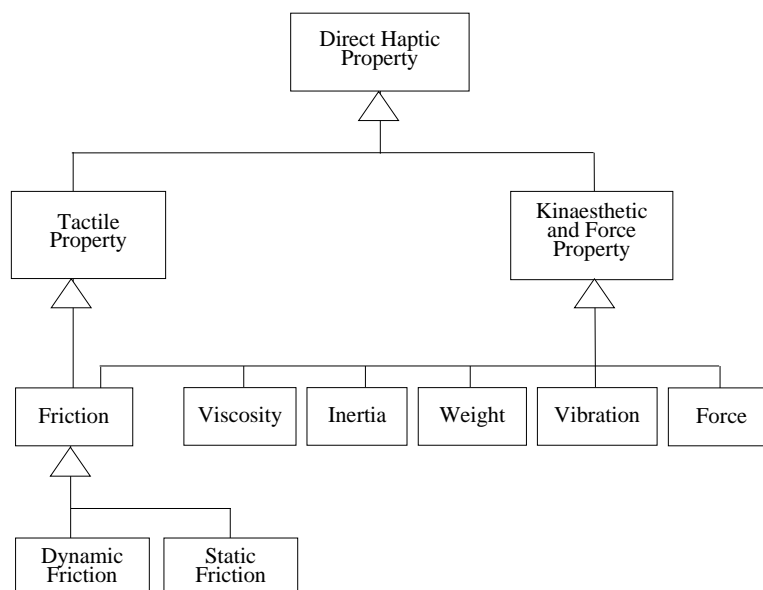 Direct Haptic
Property
Tactile
Property
Kinaesthetic
and Force
Property
Friction
Viscosity
Inertia
Weight
Vibration
Force
Dynamic
Friction
Static
Friction